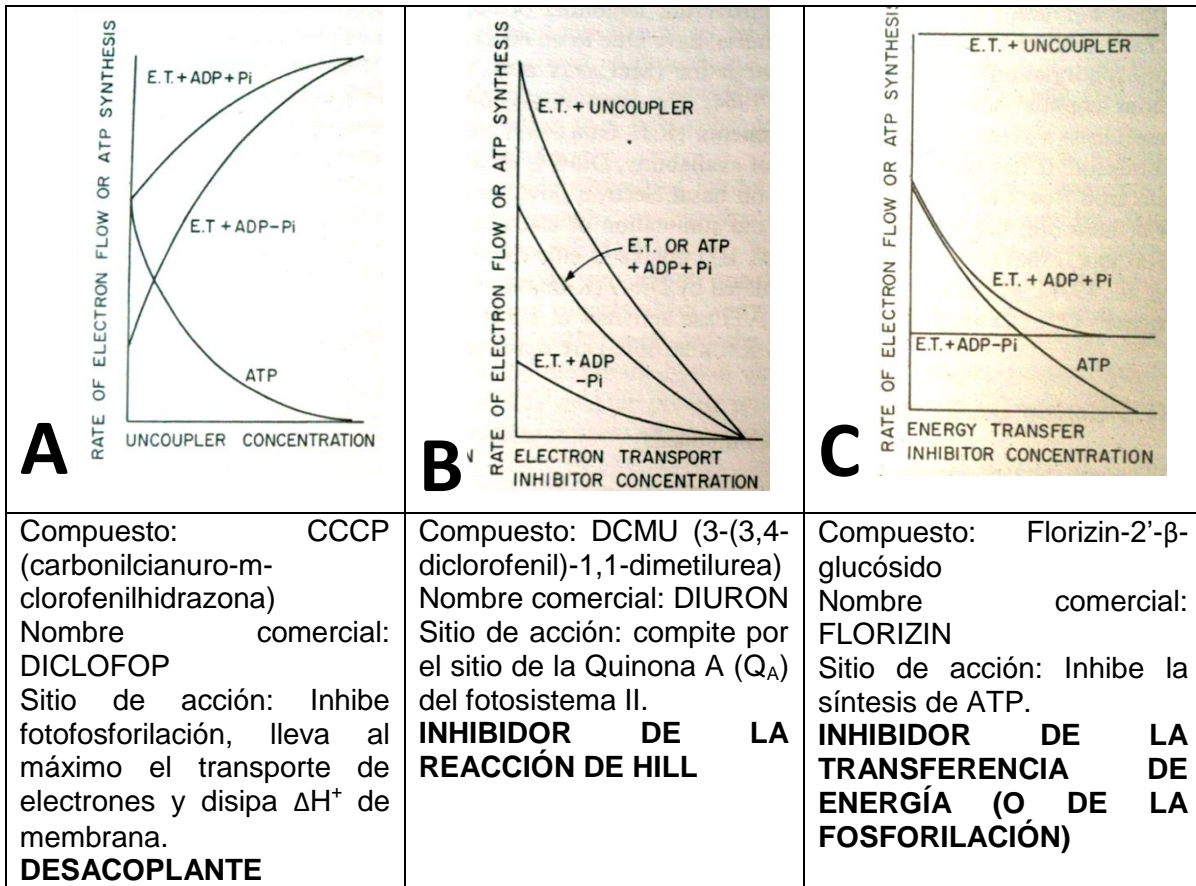 RATE OF ELECTRON FLOW OR ATP SYNTHESIS
E.T. + ADP + Pi
E.T + ADP-Pi
ATP
A
UNCOUPLER CONCENTRATION
RATE OF ELECTRON FLOW OR ATP SYNTHESIS
E.T. + UNCOUPLER
E.T. OR ATP
+ ADP + Pi
E.T. + ADP
-Pi
B
ELECTRON TRANSPORT
INHIBITOR CONCENTRATION
RATE OF ELECTRON FLOW OR ATP SYNTHESIS
E.T. + UNCOUPLER
E.T. + ADP + Pi
E.T. + ADP-Pi
ATP
C
ENERGY TRANSFER
INHIBITOR CONCENTRATION
Compuesto: CCCP
(carbonilcianuro-m-
clorofenilhidrazona)
Nombre comercial:
DICLOFOP
Sitio de acción: Inhibe
fotofosforilación, lleva al
máximo el transporte de
electrones y disipa ΔH⁺ de
membrana.
DESACOPLANTE
Compuesto: DCMU (3-(3,4-
diclorofenil)-1,1-dimetilurea)
Nombre comercial: DIURON
Sitio de acción: compite por
el sitio de la Quinona A (Q_A)
del fotosistema II.
INHIBIDOR DE LA
REACCIÓN DE HILL
Compuesto: Florizin-2’-β-
glucósido
Nombre comercial:
FLORIZIN
Sitio de acción: Inhibe la
síntesis de ATP.
INHIBIDOR DE LA
TRANSFERENCIA DE
ENERGÍA (O DE LA
FOSFORILACIÓN)